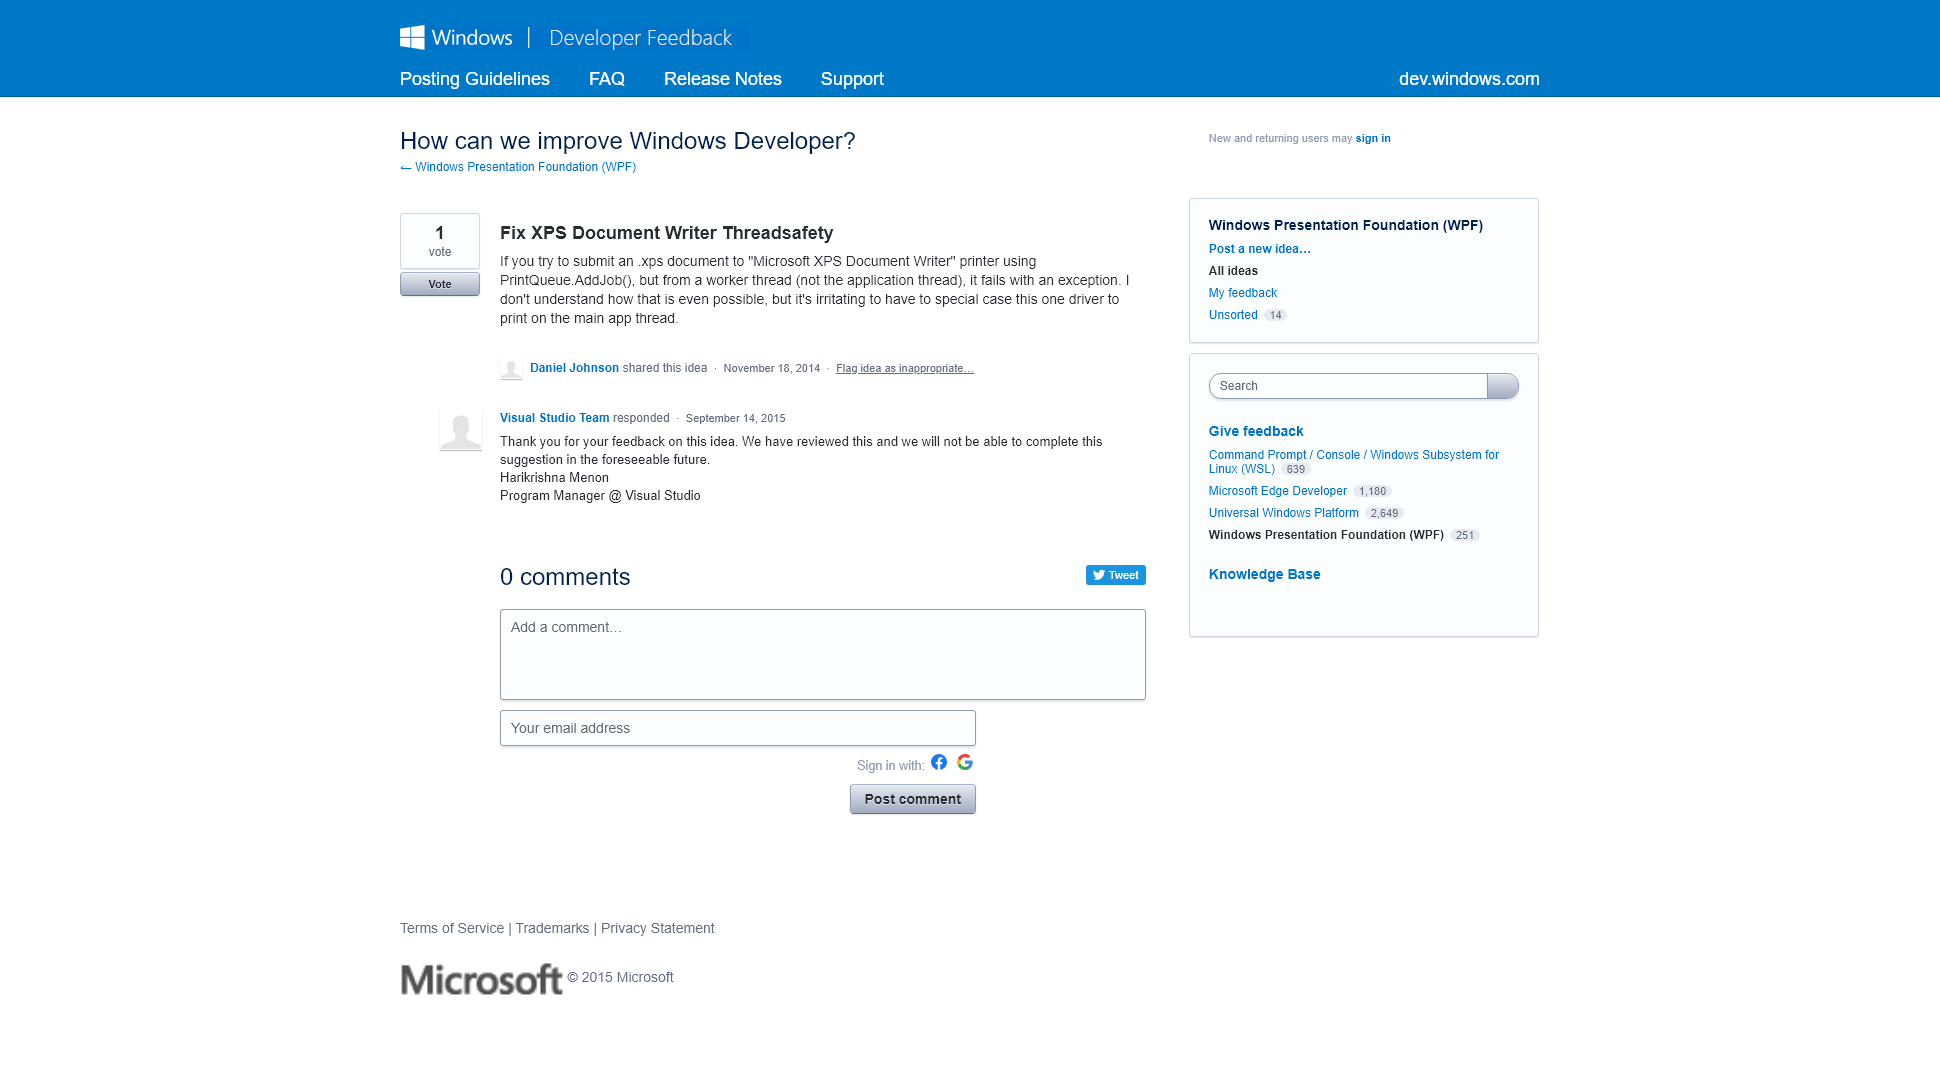 Windows | Developer Feedback
Posting Guidelines FAQ Release Notes Support dev.windows.com
How can we improve Windows Developer?
← Windows Presentation Foundation (WPF)
New and returning users may sign in
1
vote
Vote
Fix XPS Document Writer Threadsafety
If you try to submit an .xps document to "Microsoft XPS Document Writer" printer using
PrintQueue.AddJob(), but from a worker thread (not the application thread), it fails with an exception. I
don't understand how that is even possible, but it's irritating to have to special case this one driver to
print on the main app thread.
Daniel Johnson shared this idea · November 18, 2014 · Flag idea as inappropriate…
Visual Studio Team responded · September 14, 2015
Thank you for your feedback on this idea. We have reviewed this and we will not be able to complete this
suggestion in the foreseeable future.
Harikrishna Menon
Program Manager @ Visual Studio
0 comments
Tweet
Add a comment…
Your email address
Sign in with:
Post comment
Windows Presentation Foundation (WPF)
Post a new idea…
All ideas
My feedback
Unsorted 14
Search
Give feedback
Command Prompt / Console / Windows Subsystem for
Linux (WSL) 639
Microsoft Edge Developer 1,180
Universal Windows Platform 2,649
Windows Presentation Foundation (WPF) 251
Knowledge Base
Terms of Service | Trademarks | Privacy Statement
Microsoft © 2015 Microsoft